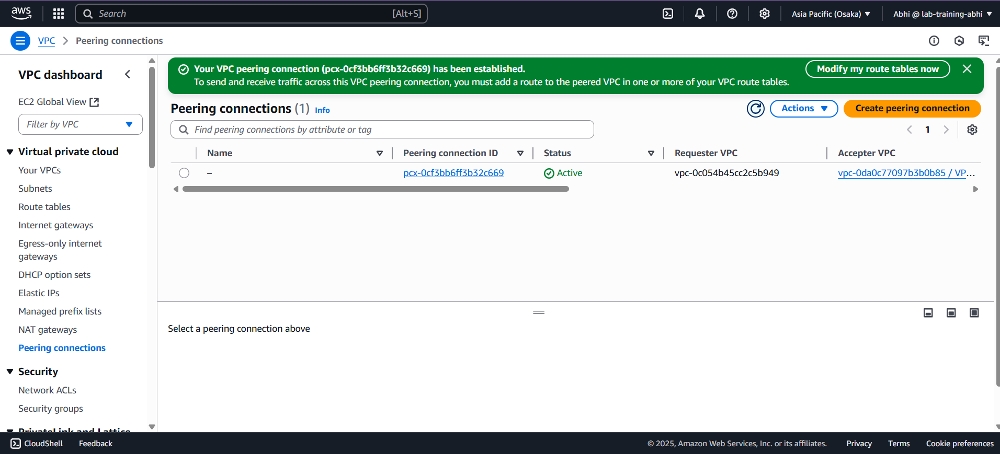 aws
Search [Alt+S]
Asia Pacific (Osaka)
Abhi @ lab-training-abhi
VPC
Peering connections
VPC dashboard
EC2 Global View
Filter by VPC
Virtual private cloud
Your VPCs
Subnets
Route tables
Internet gateways
Egress-only internet
gateways
DHCP option sets
Elastic IPs
Managed prefix lists
NAT gateways
Peering connections
Security
Network ACLs
Security groups
PrivateLink and Lattice
Your VPC peering connection (pcx-0cf3bb6ff3b32c669) has been established.
To send and receive traffic across this VPC peering connection, you must add a route to the peered VPC in one or more of your VPC route tables.
Modify my route tables now
Peering connections (1) Info
Actions
Create peering connection
Find peering connections by attribute or tag
1
Name Peering connection ID Status Requester VPC Accepter VPC
– pcx-0cf3bb6ff3b32c669 Active vpc-0c054b45cc2c5b949 vpc-0da0c77097b3b0b85 / VP...
Select a peering connection above
CloudShell Feedback © 2025, Amazon Web Services, Inc. or its affiliates. Privacy Terms Cookie preferences